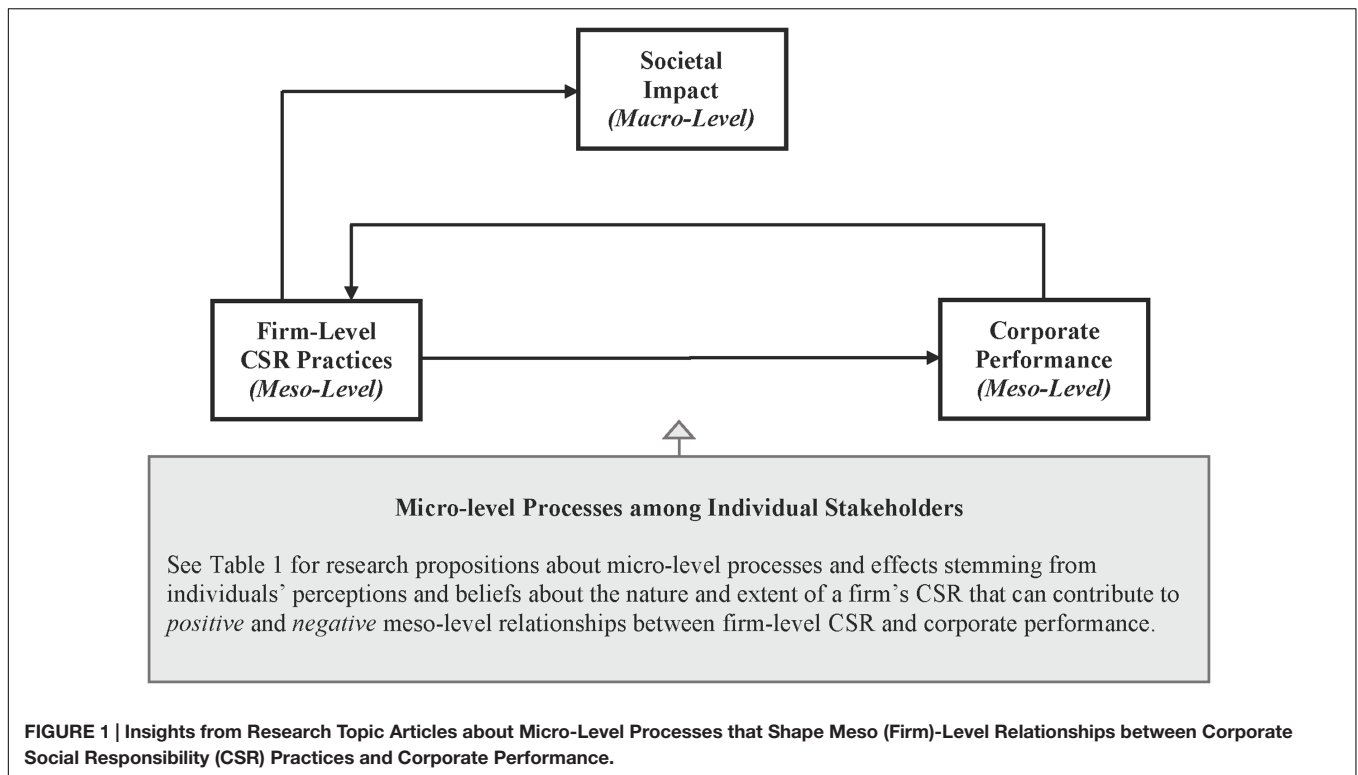 Societal
Impact
(Macro-Level)
Firm-Level
CSR Practices
(Meso-Level)
Corporate
Performance
(Meso-Level)
Micro-level Processes among Individual Stakeholders
See Table 1 for research propositions about micro-level processes and effects stemming from
individuals’ perceptions and beliefs about the nature and extent of a firm’s CSR that can contribute to
positive and negative meso-level relationships between firm-level CSR and corporate performance.
FIGURE 1 | Insights from Research Topic Articles about Micro-Level Processes that Shape Meso (Firm)-Level Relationships between Corporate
Social Responsibility (CSR) Practices and Corporate Performance.